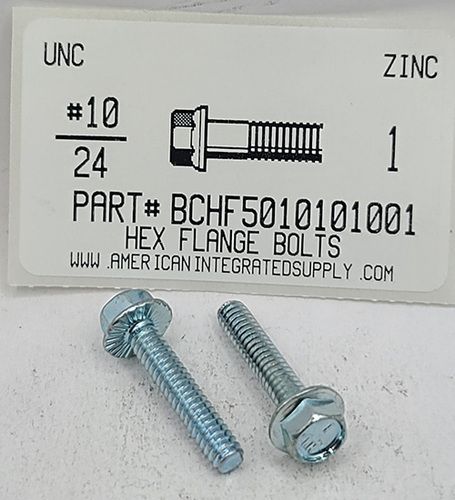 UNC ZINC
#10
24
1
PART# BCHF5010101001
HEX FLANGE BOLTS
WWW.AMERICANINTEGRATEDSUPPLY.COM